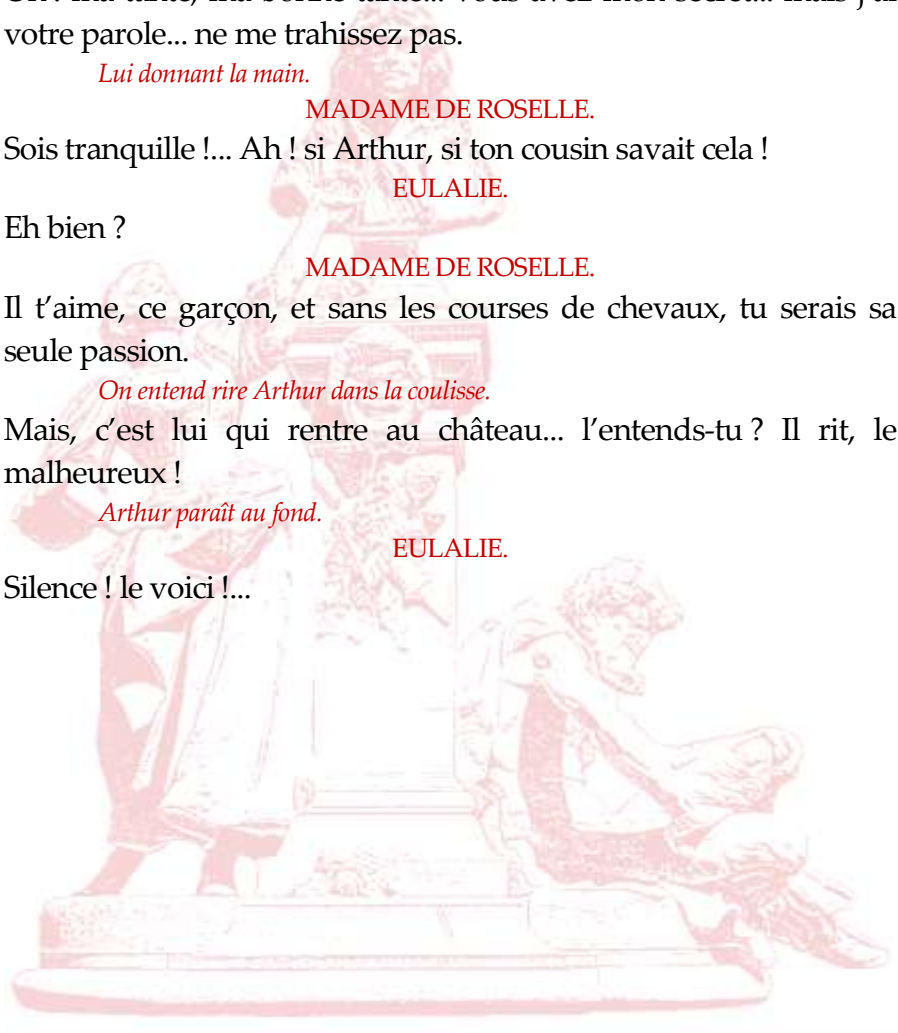 votre parole... ne me trahissez pas.
Lui donnant la main.
MADAME DE ROSELLE.
Sois tranquille !... Ah ! si Arthur, si ton cousin savait cela !
EULALIE.
Eh bien ?
MADAME DE ROSELLE.
Il t’aime, ce garçon, et sans les courses de chevaux, tu serais sa
seule passion.
On entend rire Arthur dans la coulisse.
Mais, c’est lui qui rentre au château... l’entends-tu ? Il rit, le
malheureux !
Arthur paraît au fond.
EULALIE.
Silence ! le voici !...